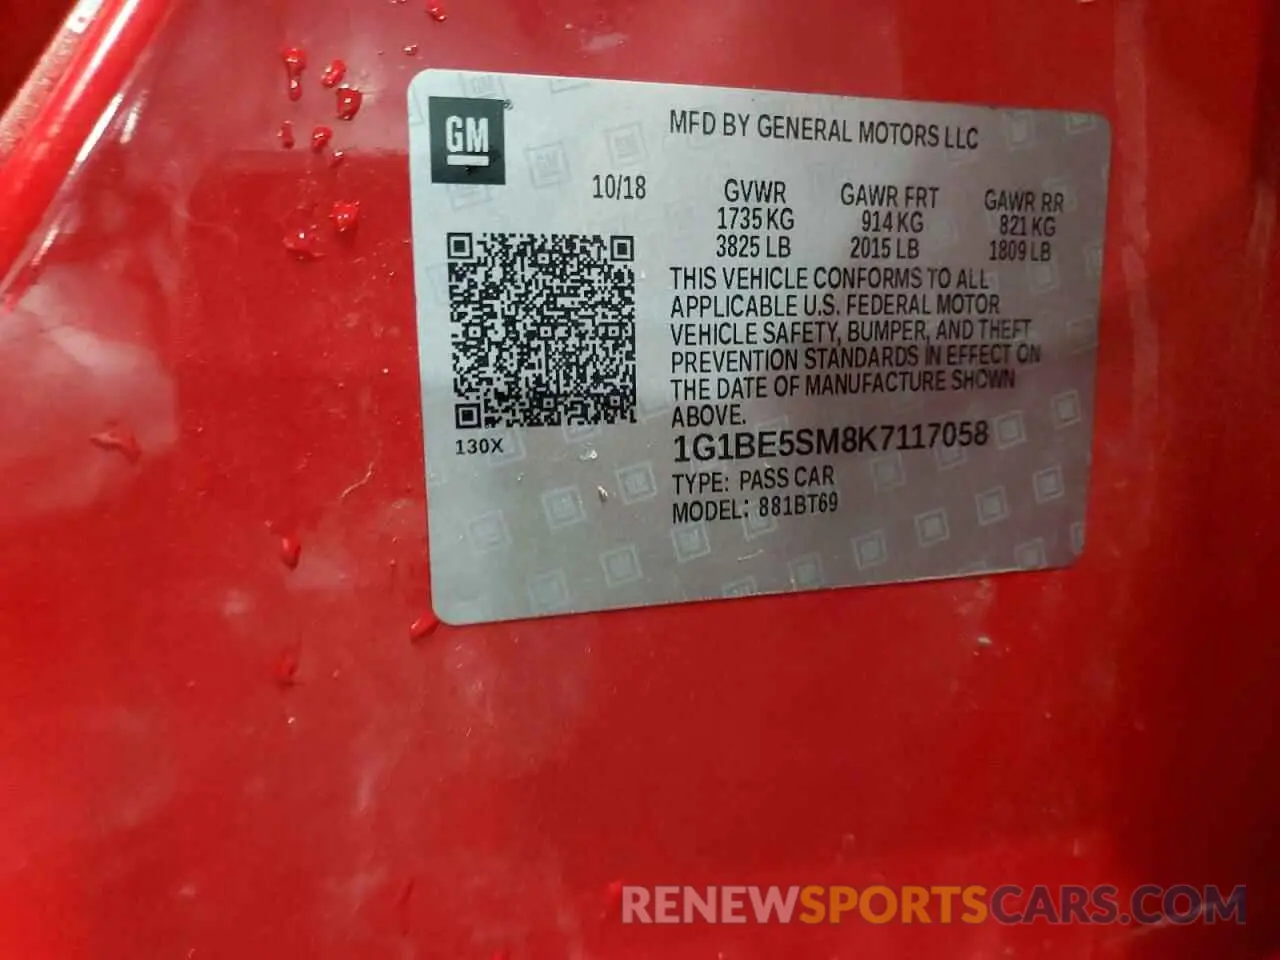 GM
MFD BY GENERAL MOTORS LLC
10/18
GVWR GAWR FRT GAWR RR
1735 KG 914 KG 821 KG
3825 LB 2015 LB 1809 LB
THIS VEHICLE CONFORMS TO ALL
APPLICABLE U.S. FEDERAL MOTOR
VEHICLE SAFETY, BUMPER, AND THEFT
PREVENTION STANDARDS IN EFFECT ON
THE DATE OF MANUFACTURE SHOWN
ABOVE.
130X
1G1BE5SM8K7117058
TYPE: PASS CAR
MODEL: 881BT69
RENEWSPORTSCARS.COM